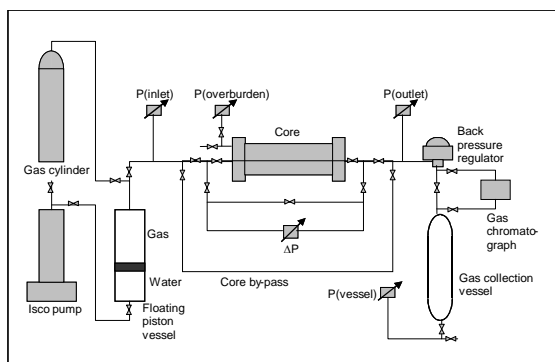 P(inlet)
P(overburden)
P(outlet)
Core
Back
pressure
regulator
Gas cylinder
Gas
Gas
chromato-
graph
ΔP
Water
Core by-pass
Gas collection
vessel
P(vessel)
Isco pump
Floating
piston
vessel